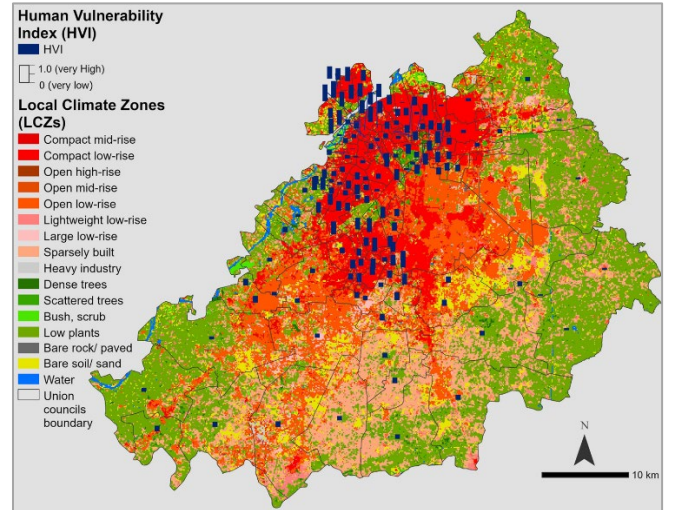 Human Vulnerability
Index (HVI)
HVI
1.0 (very High)
0 (very low)
Local Climate Zones
(LCZs)
Compact mid-rise
Compact low-rise
Open high-rise
Open mid-rise
Open low-rise
Lightweight low-rise
Large low-rise
Sparsely built
Heavy industry
Dense trees
Scattered trees
Bush, scrub
Low plants
Bare rock/ paved
Bare soil/ sand
Water
Union
councils
boundary
N
10 km